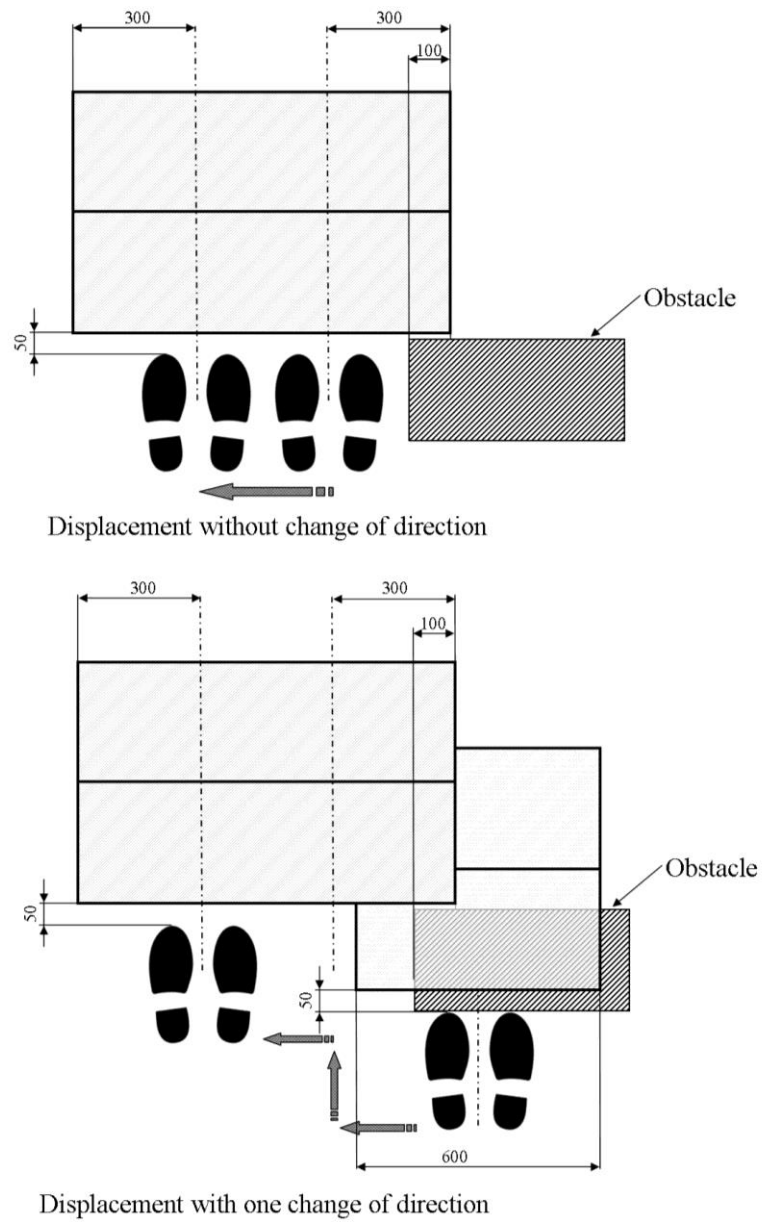 300
300
100
50
Obstacle
Displacement without change of direction
300
300
100
Obstacle
50
50
600
Displacement with one change of direction